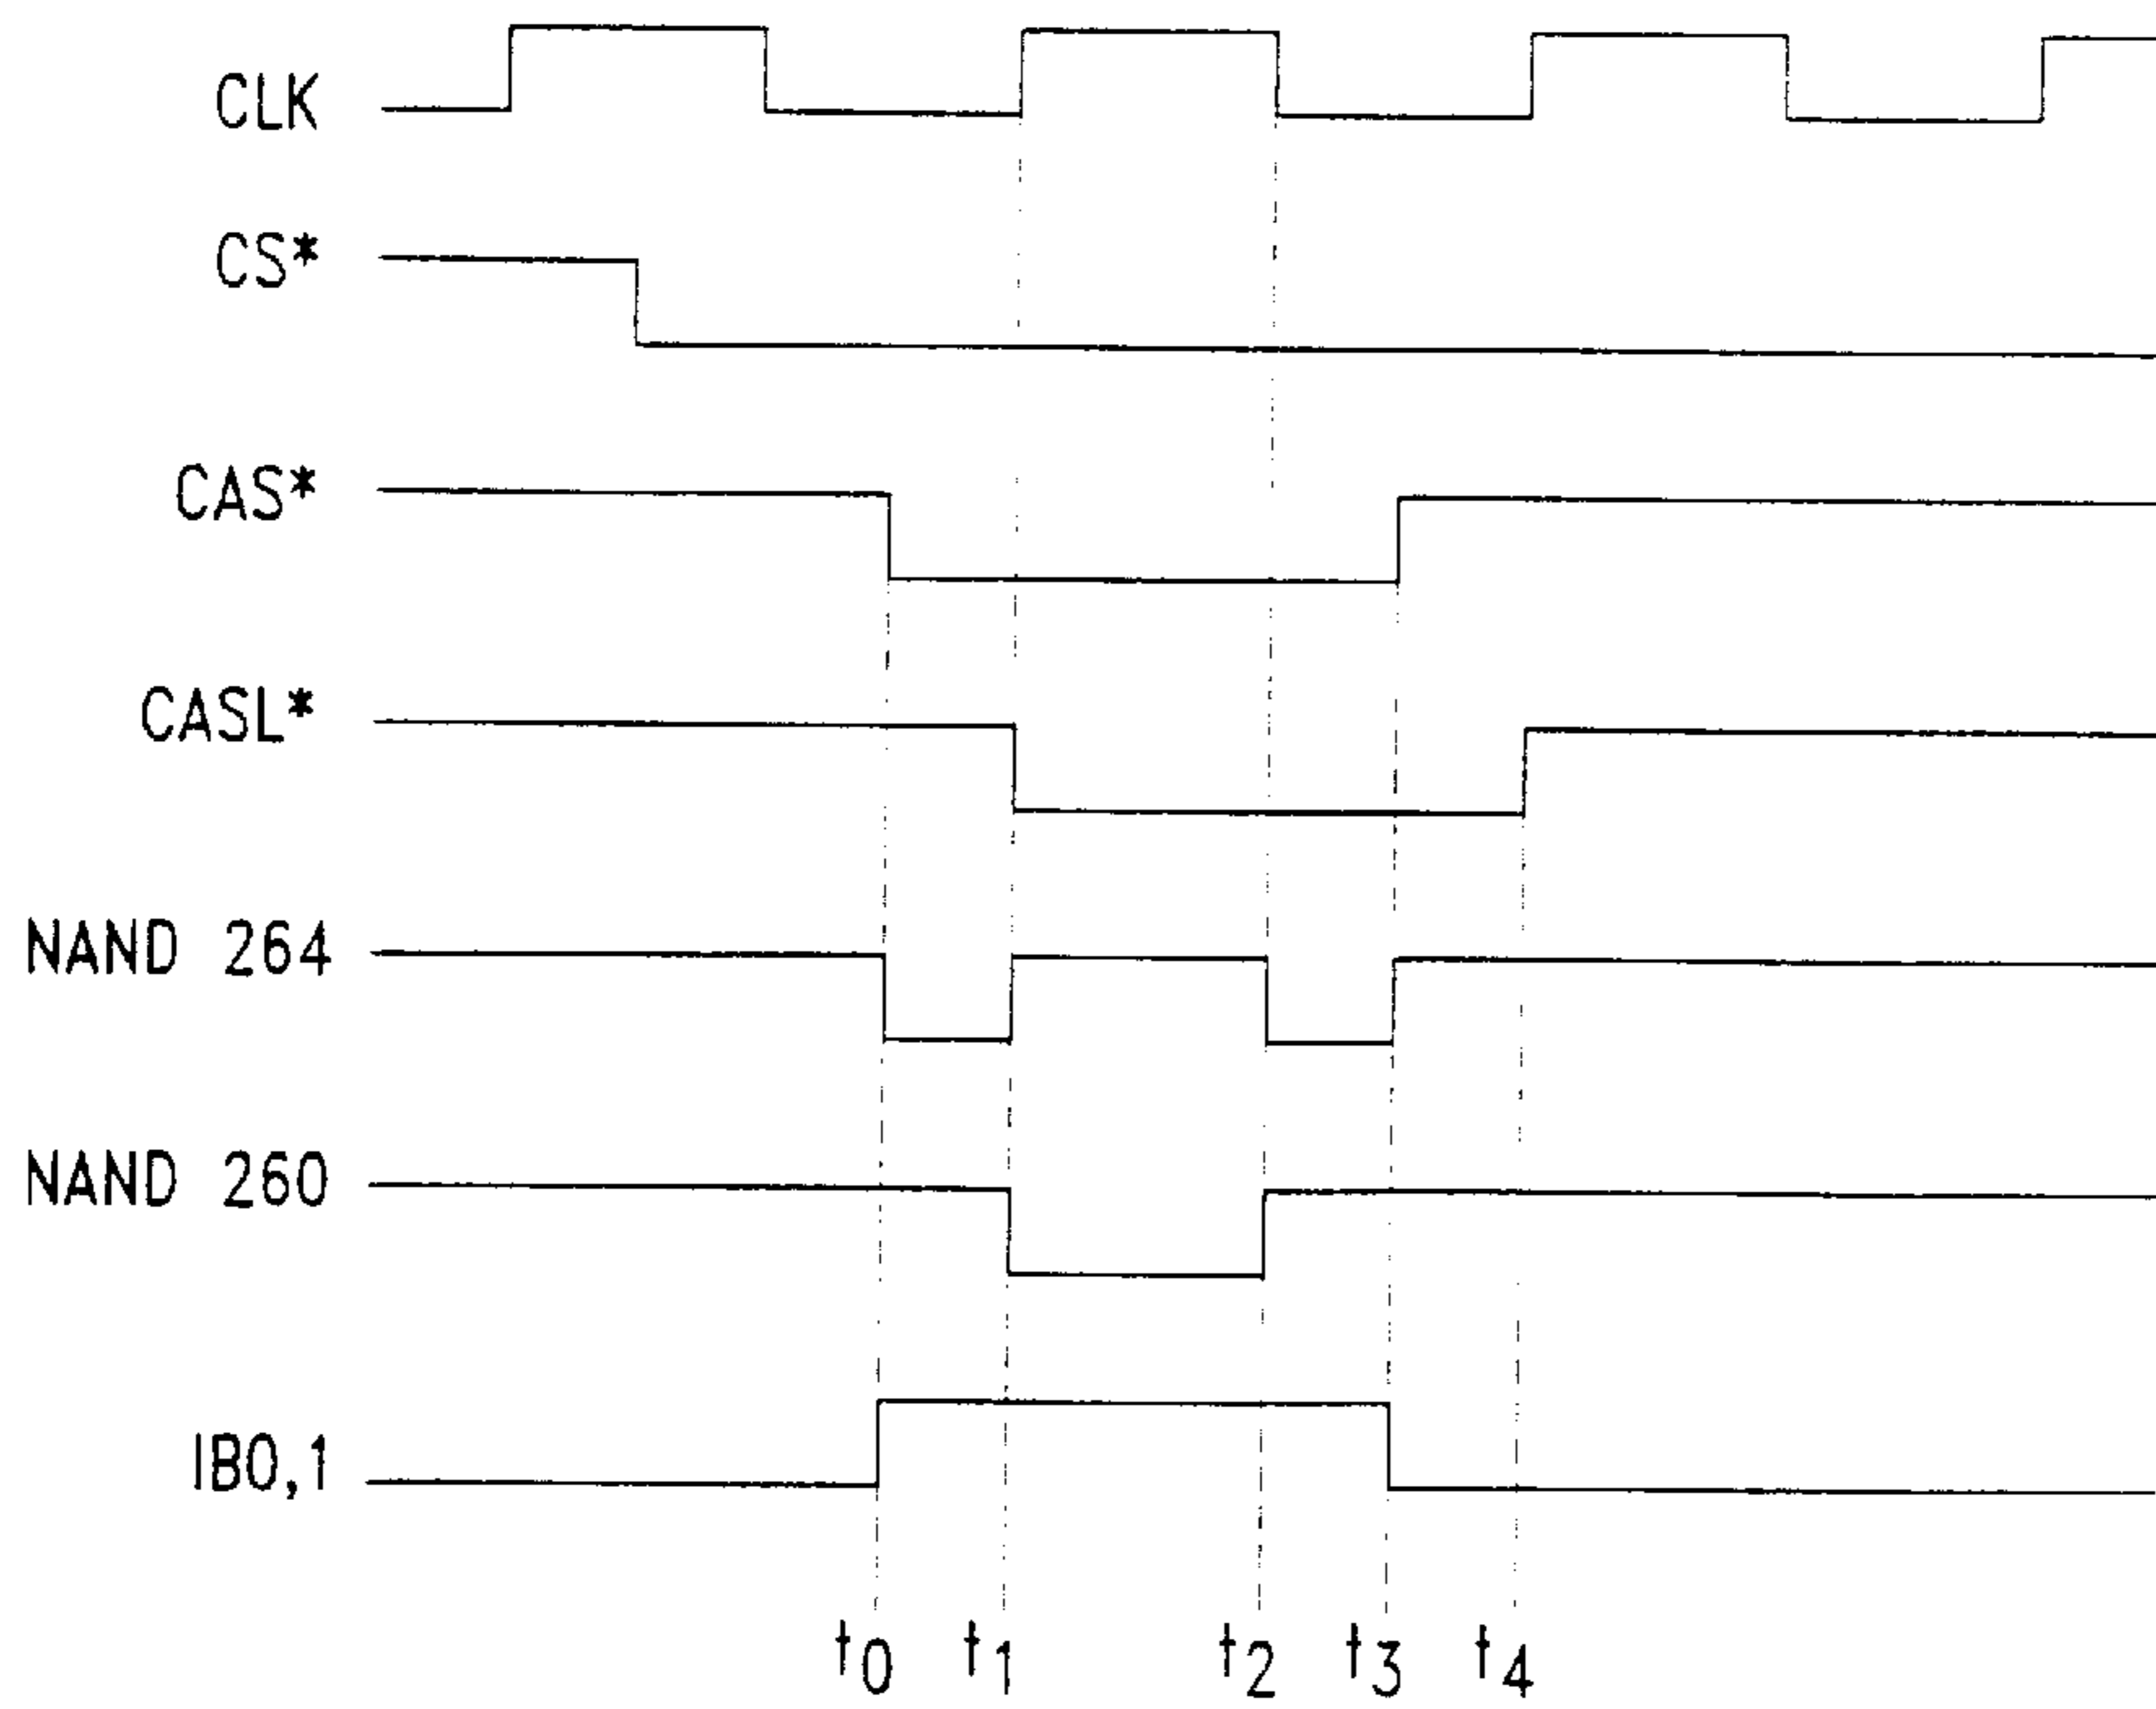 CLK
CS*
CAS*
CASL*
NAND 264
NAND 260
IB0,1
t0 t1 t2 t3 t4